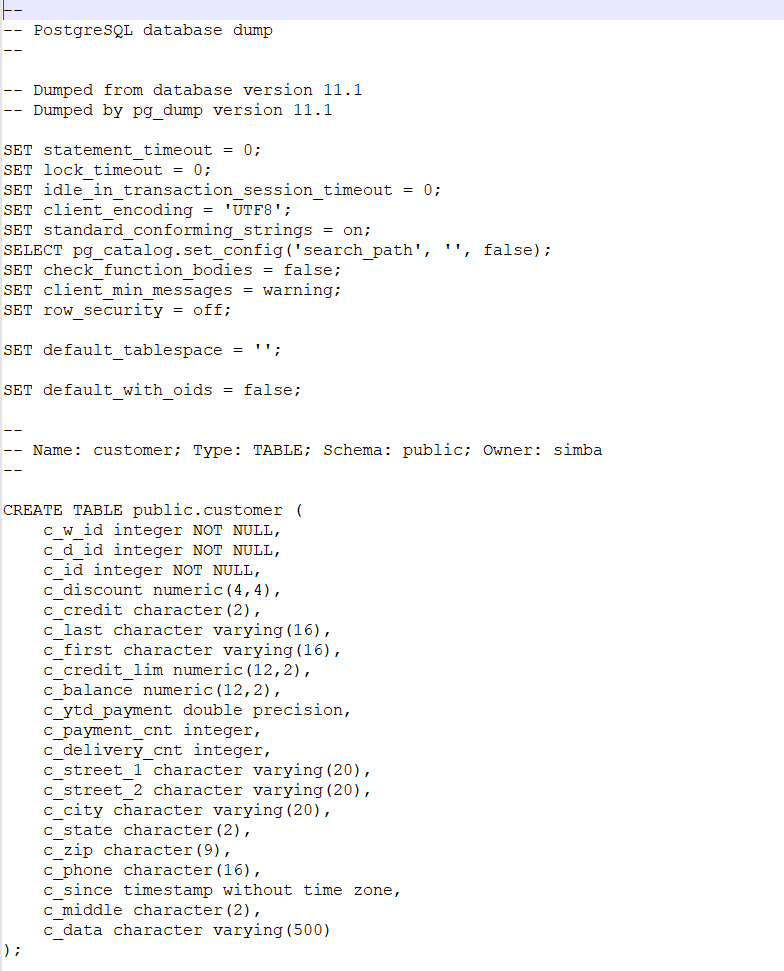 --
-- PostgreSQL database dump
--
-- Dumped from database version 11.1
-- Dumped by pg_dump version 11.1
SET statement_timeout = 0;
SET lock_timeout = 0;
SET idle_in_transaction_session_timeout = 0;
SET client_encoding = 'UTF8';
SET standard_conforming_strings = on;
SELECT pg_catalog.set_config('search_path', '', false);
SET check_function_bodies = false;
SET client_min_messages = warning;
SET row_security = off;
SET default_tablespace = '';
SET default_with_oids = false;
--
-- Name: customer; Type: TABLE; Schema: public; Owner: simba
--
CREATE TABLE public.customer (
    c_w_id integer NOT NULL,
    c_d_id integer NOT NULL,
    c_id integer NOT NULL,
    c_discount numeric(4,4),
    c_credit character(2),
    c_last character varying(16),
    c_first character varying(16),
    c_credit_lim numeric(12,2),
    c_balance numeric(12,2),
    c_ytd_payment double precision,
    c_payment_cnt integer,
    c_delivery_cnt integer,
    c_street_1 character varying(20),
    c_street_2 character varying(20),
    c_city character varying(20),
    c_state character(2),
    c_zip character(9),
    c_phone character(16),
    c_since timestamp without time zone,
    c_middle character(2),
    c_data character varying(500)
);